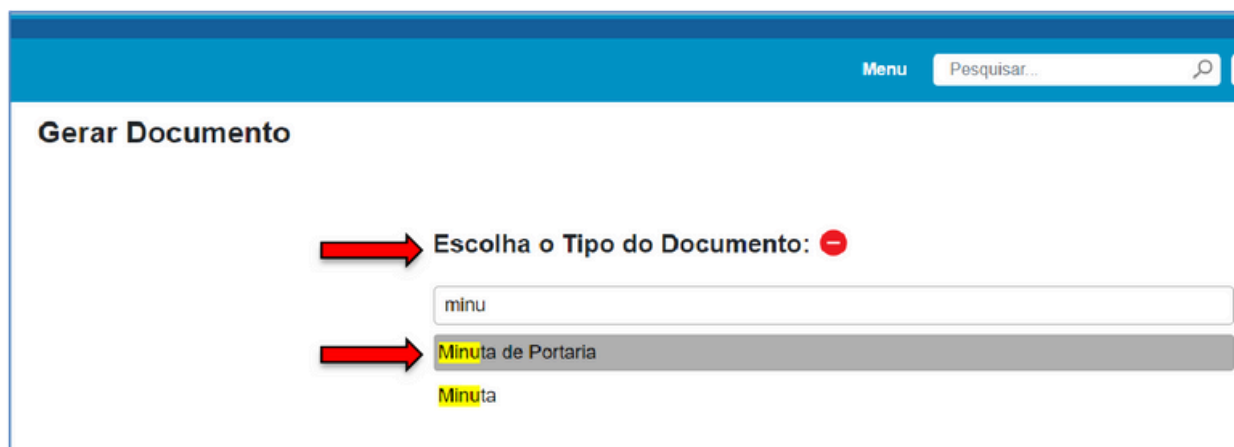 Menu
Pesquisar...
Gerar Documento
Escolha o Tipo do Documento:
minu
Minuta de Portaria
Minuta